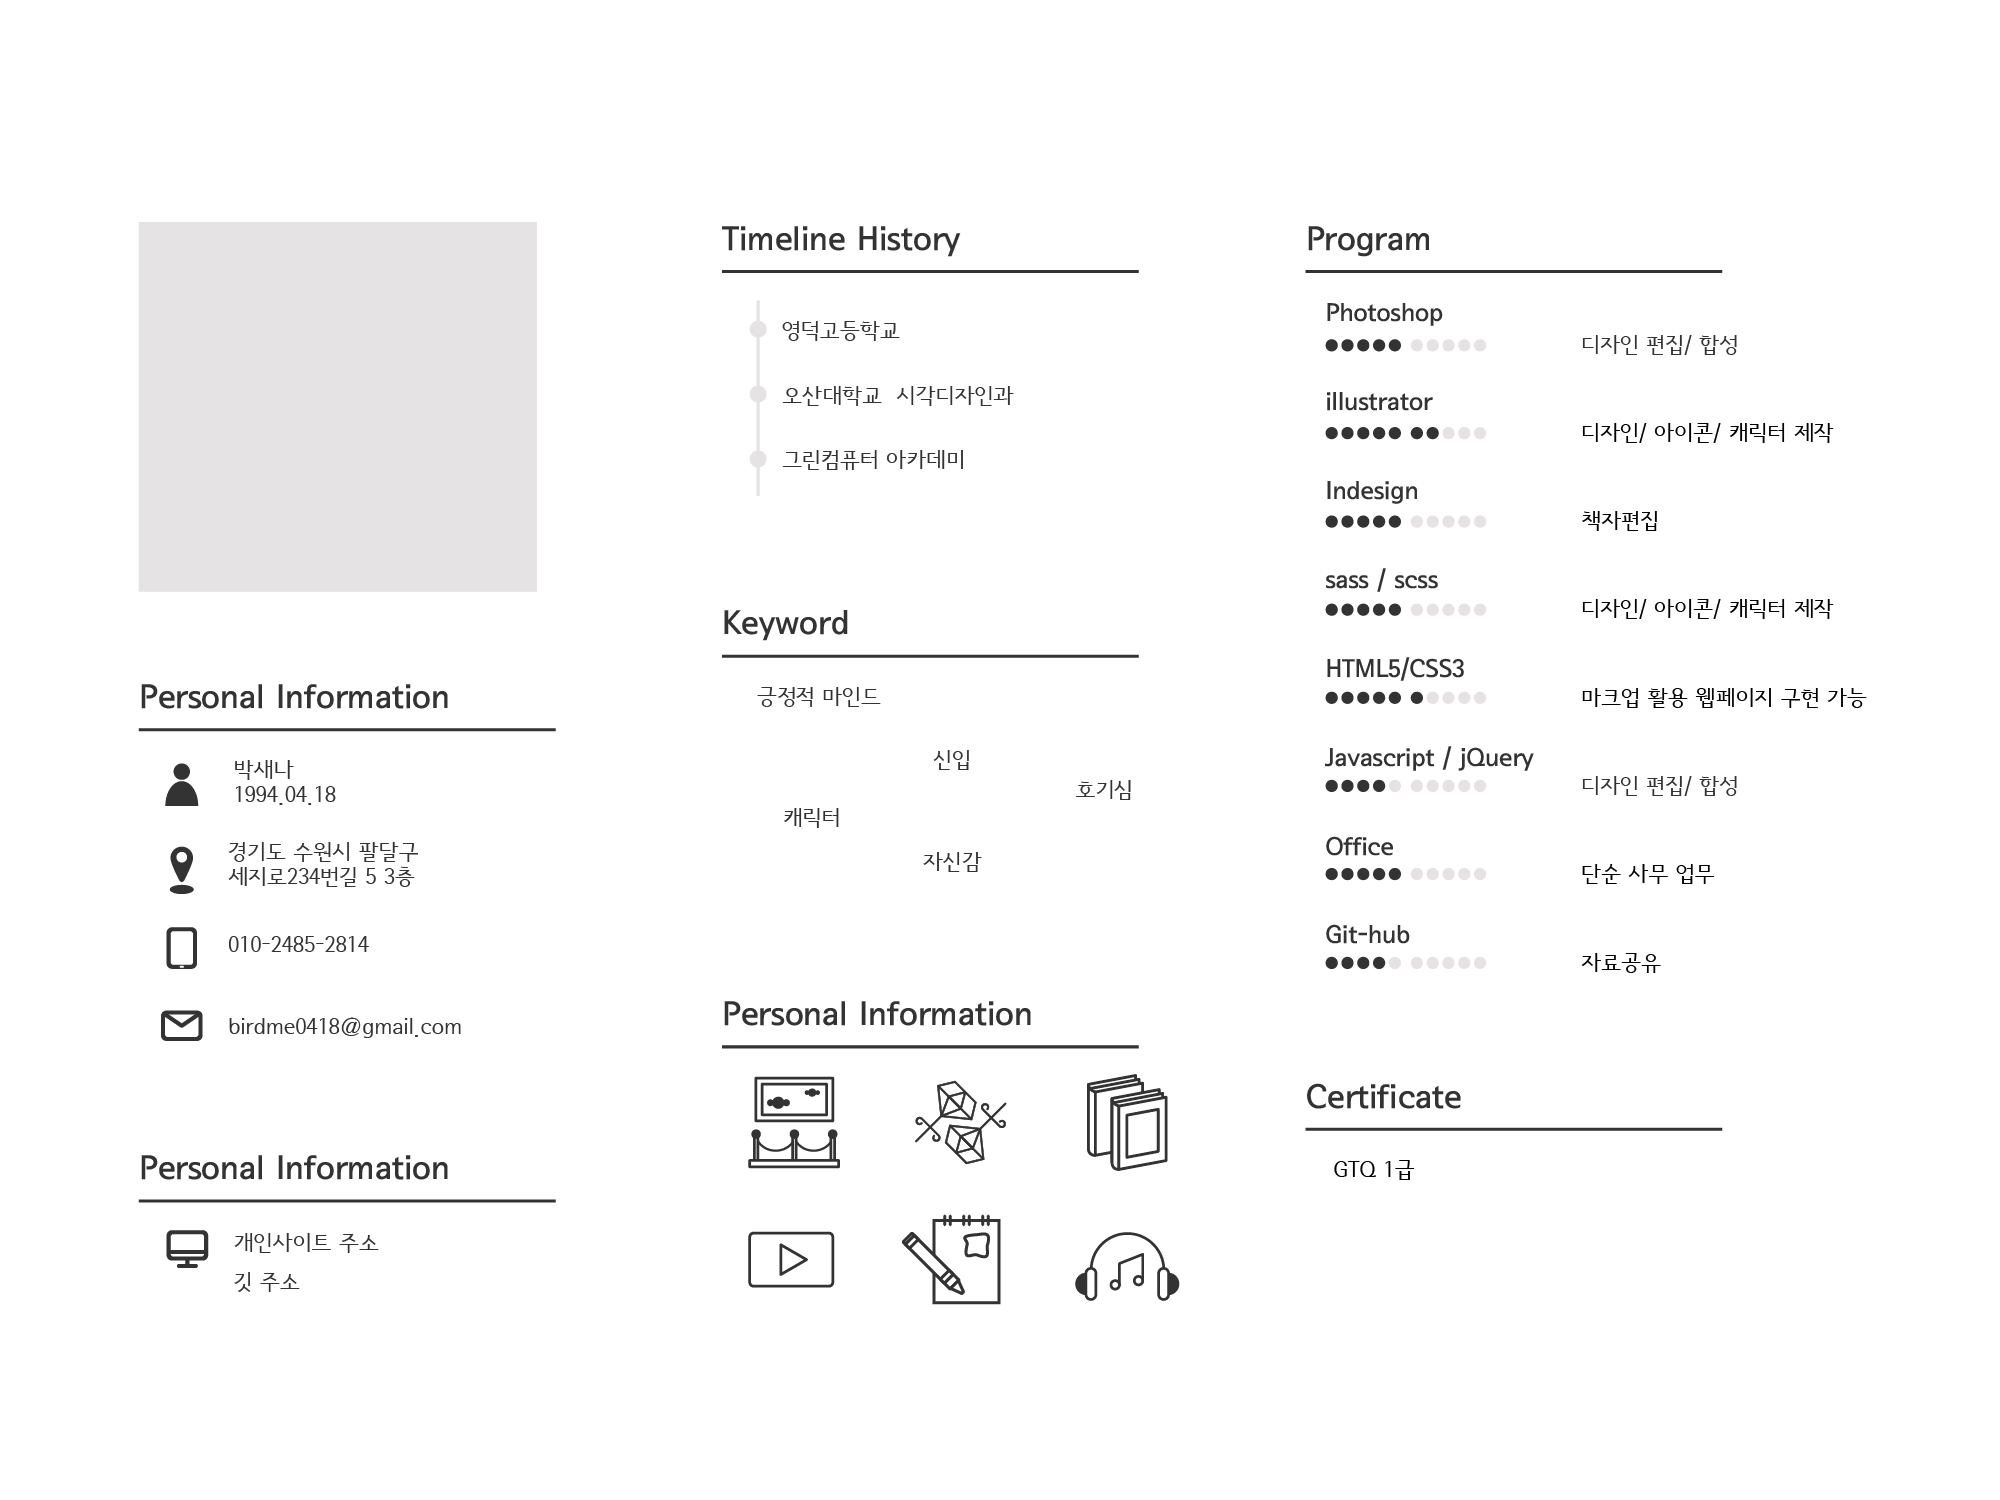 Personal Information
박새나
1994.04.18
경기도 수원시 팔달구
세지로234번길 5 3층
010-2485-2814
birdme0418@gmail.com
Personal Information
개인사이트 주소
깃 주소
Timeline History
영덕고등학교
오산대학교 시각디자인과
그린컴퓨터 아카데미
Keyword
긍정적 마인드
신입
호기심
캐릭터
자신감
Personal Information
Program
Photoshop
디자인 편집/ 합성
illustrator
디자인/ 아이콘/ 캐릭터 제작
Indesign
책자편집
sass / scss
디자인/ 아이콘/ 캐릭터 제작
HTML5/CSS3
마크업 활용 웹페이지 구현 가능
Javascript / jQuery
디자인 편집/ 합성
Office
단순 사무 업무
Git-hub
자료공유
Certificate
GTQ 1급